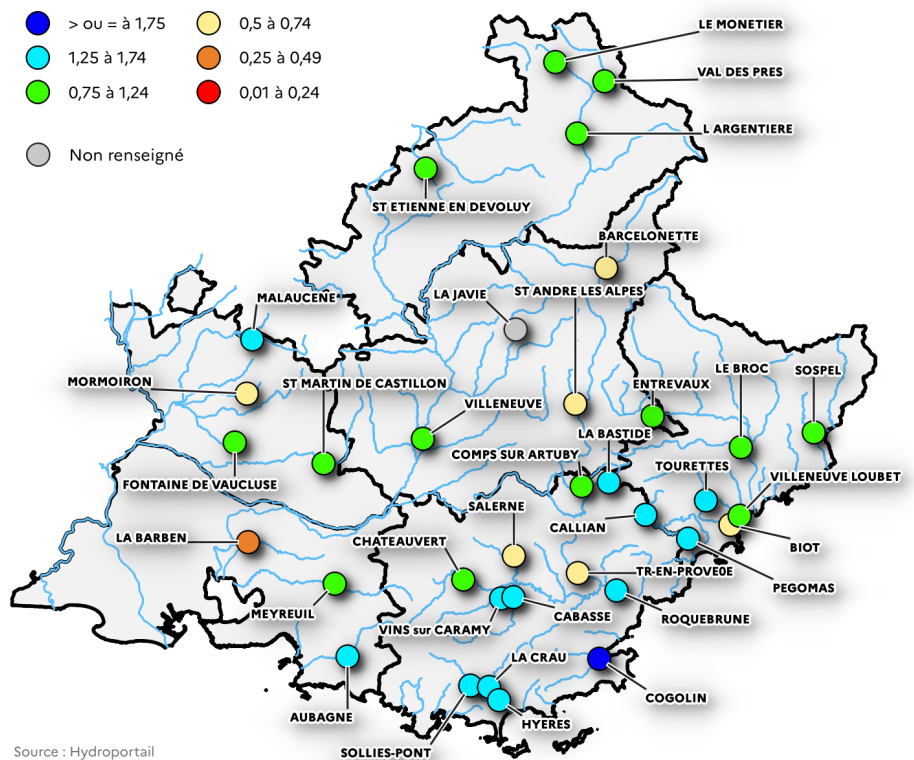 > ou = à 1,75
0,5 à 0,74
1,25 à 1,74
0,25 à 0,49
0,75 à 1,24
0,01 à 0,24
Non renseigné
LE MONETIER
VAL DES PRES
L ARGENTIERE
ST ETIENNE EN DEVOLUY
BARCELONETTE
ST ANDRE LES ALPES
LA JAVIE
MALAUCENE
MORMOIRON
ST MARTIN DE CASTILLON
VILLENEUVE
ENTREVAUX
LE BROC
SOSPEL
LA BASTIDE
COMPS SUR ARTUBY
TOURETTES
VILLENEUVE LOUBET
FONTAINE DE VAUCLUSE
SALERNE
CALLIAN
LA BARBEN
CHATEAUVERT
BIOT
TR-EN-PROVE0E
PEGOMAS
MEYREUIL
VINS sur CARAMY
CABASSE
ROQUEBRUNE
LA CRAU
COGOLIN
AUBAGNE
HYERES
SOLLIES-PONT
Source : Hydroportail